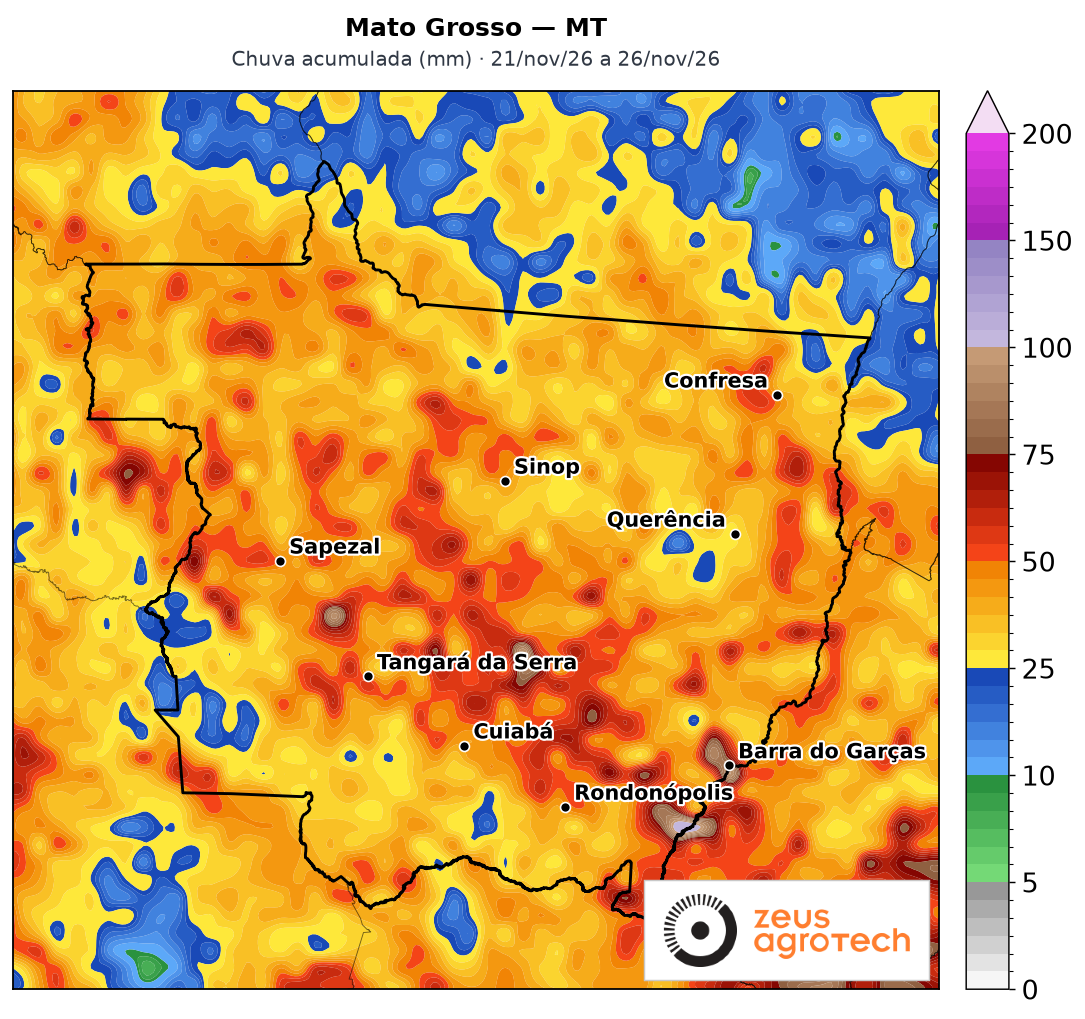 Mato Grosso — MT
Chuva acumulada (mm) · 21/nov/26 a 26/nov/26
200
150
100
75
50
25
10
5
0
Confresa
Sinop
Querência
Sapezal
Tangará da Serra
Cuiabá
Barra do Garças
Rondonópolis
zeus
agrotech